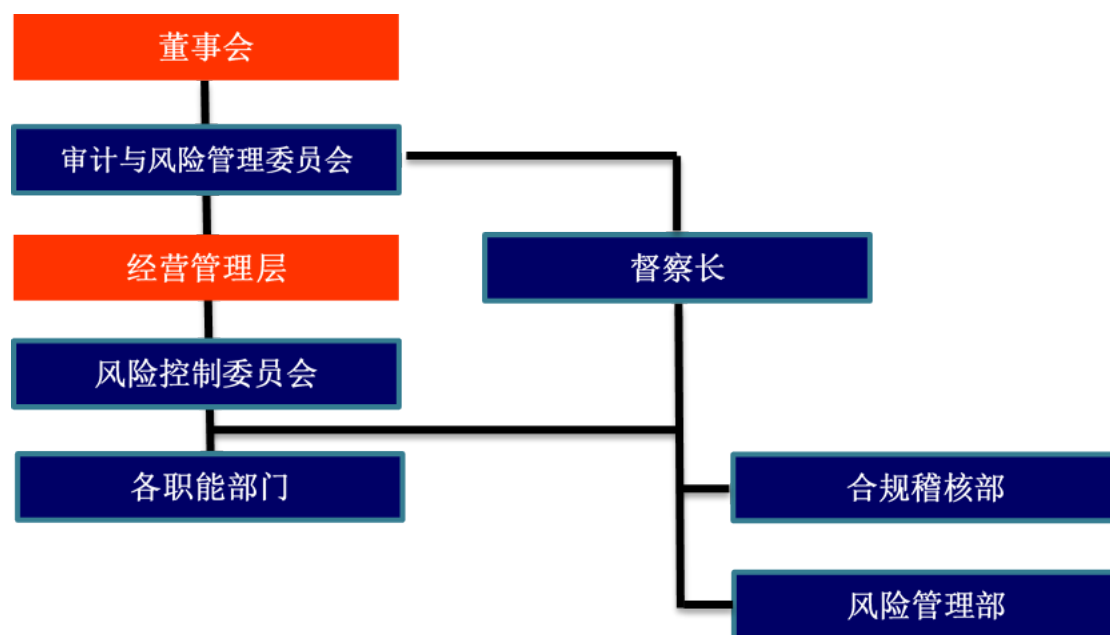 董事会
审计与风险管理委员会
经营管理层
督察长
风险控制委员会
各职能部门
合规稽核部
风险管理部